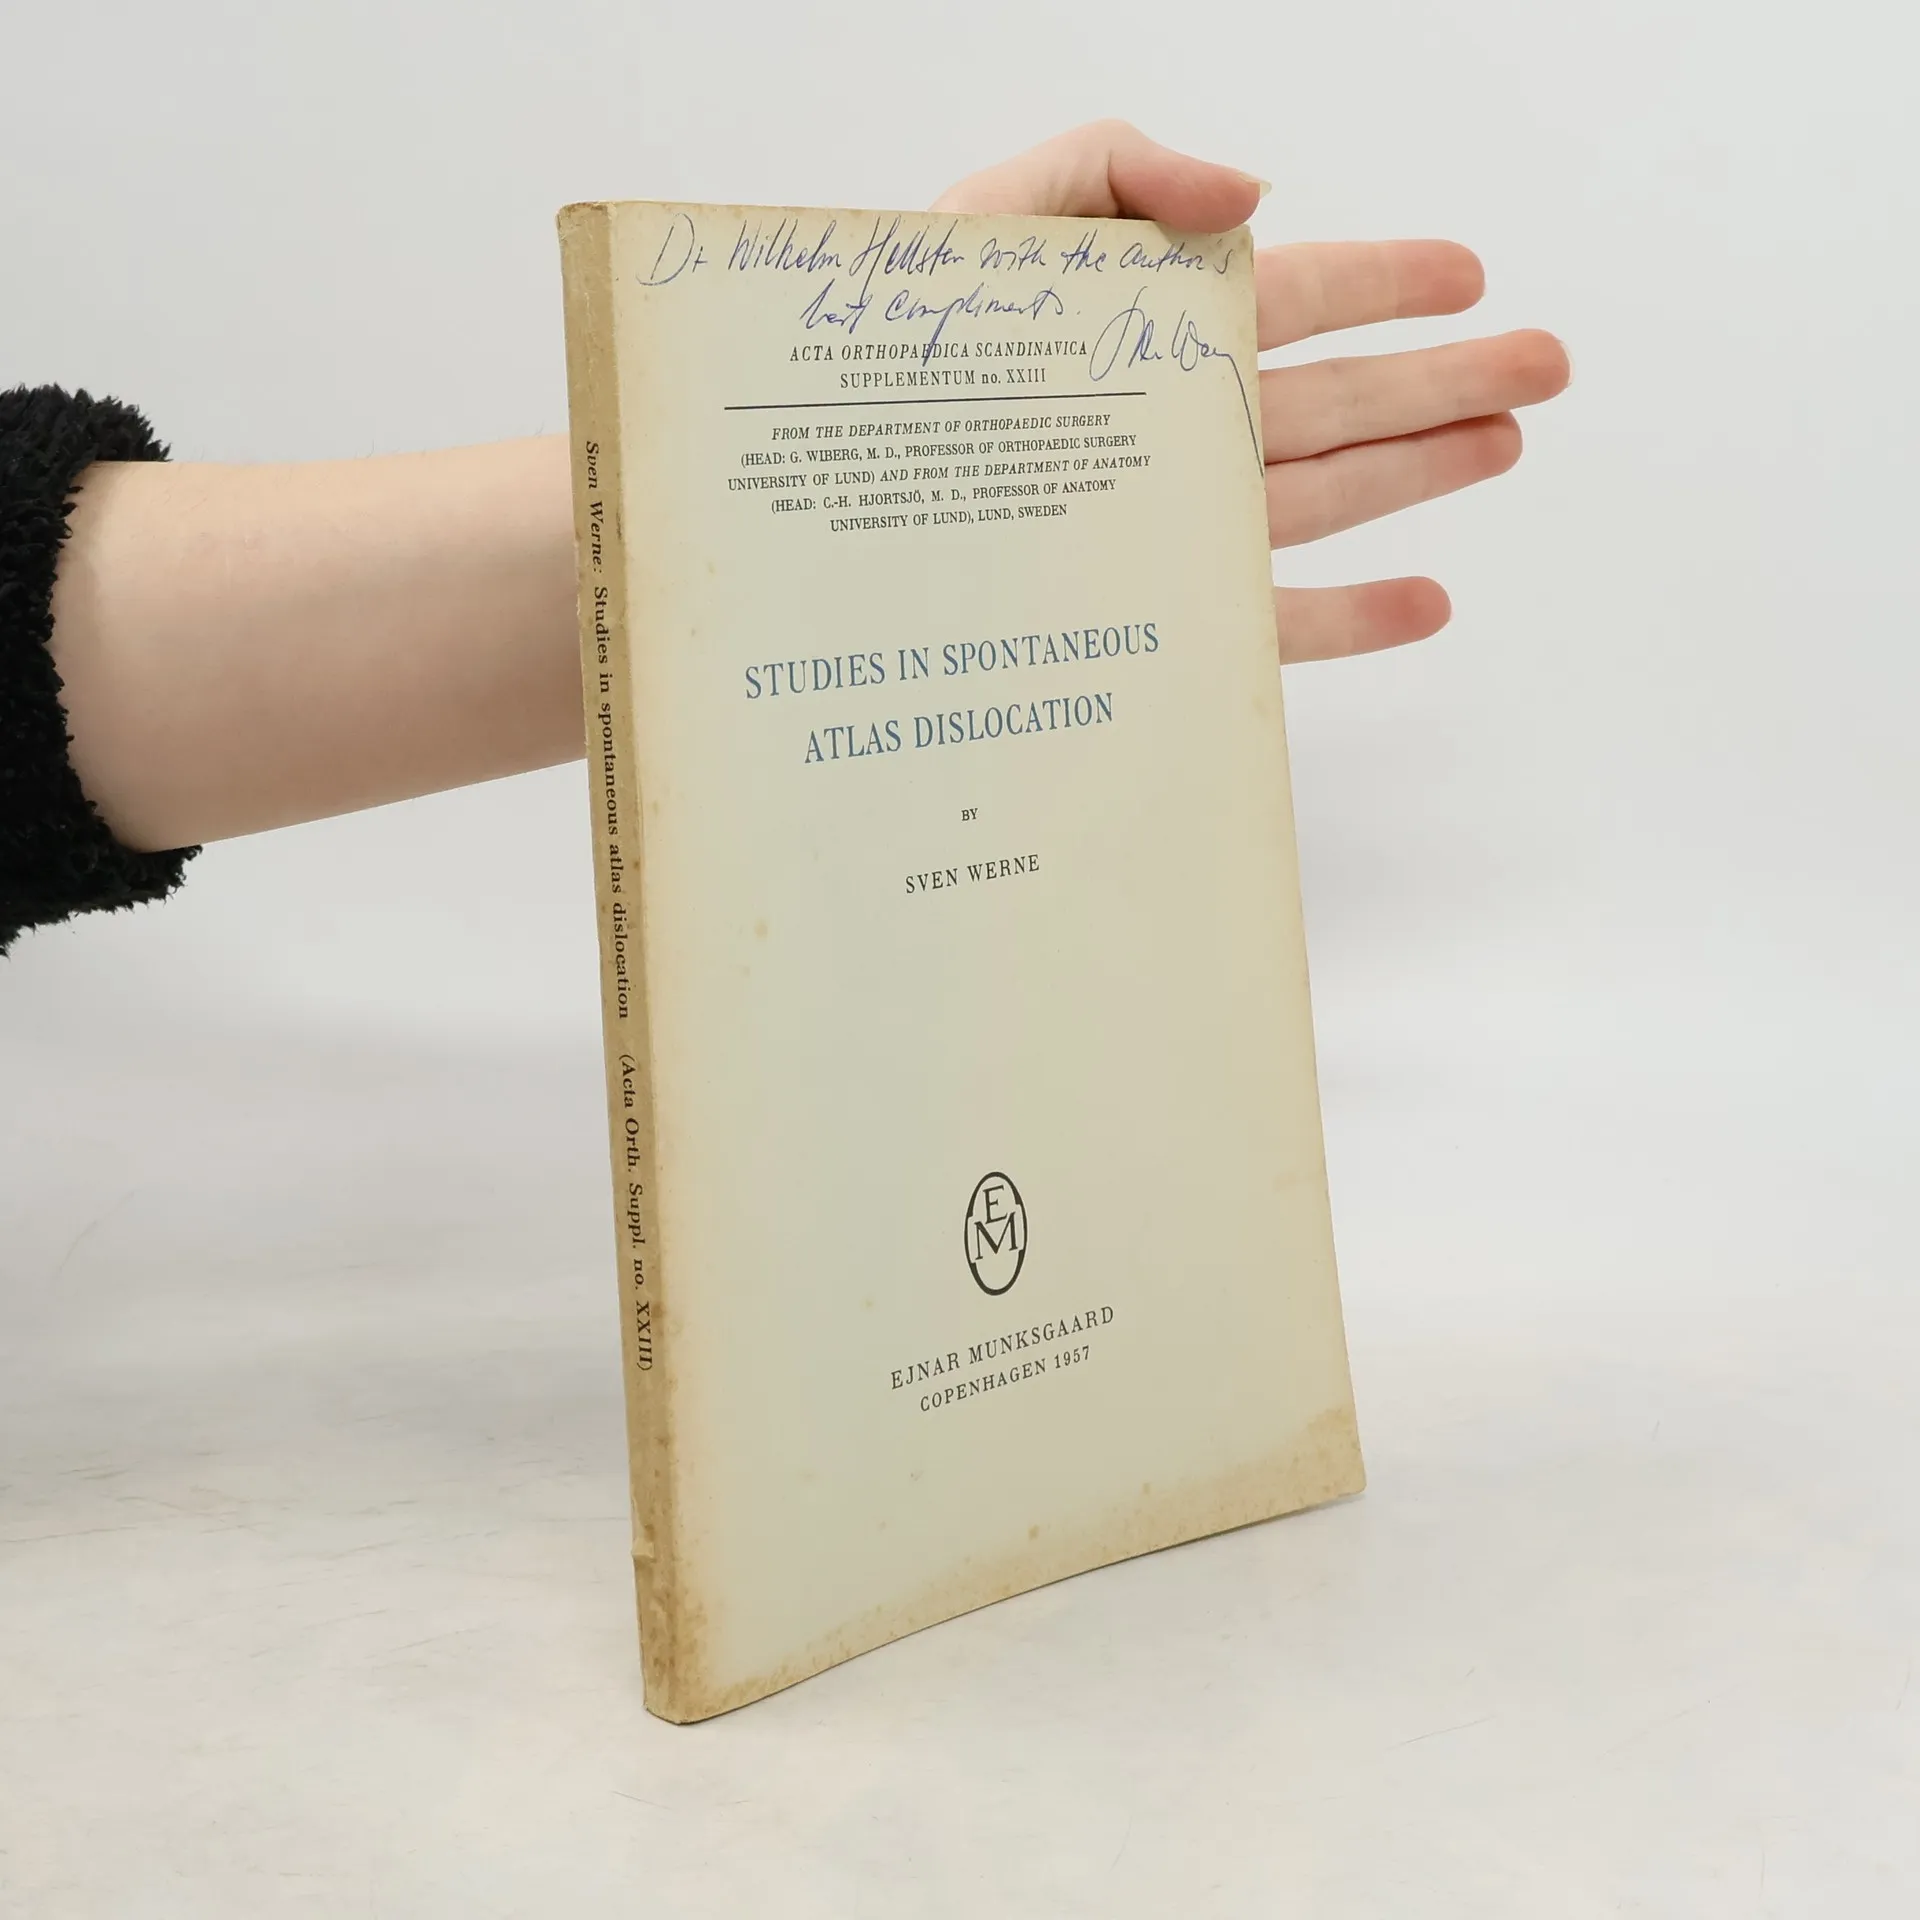 Dr Wilhelm Hellsten with the author's
best compliments.
ACTA ORTHOPAEDICA SCANDINAVICA
SUPPLEMENTUM no. XXIII
FROM THE DEPARTMENT OF ORTHOPAEDIC SURGERY
(HEAD: G. WIBERG, M. D., PROFESSOR OF ORTHOPAEDIC SURGERY
UNIVERSITY OF LUND) AND FROM THE DEPARTMENT OF ANATOMY
(HEAD: C.-H. HJORTSJÖ, M. D., PROFESSOR OF ANATOMY
UNIVERSITY OF LUND), LUND, SWEDEN
STUDIES IN SPONTANEOUS
ATLAS DISLOCATION
BY
SVEN WERNE
EM
EJNAR MUNKSGAARD
COPENHAGEN 1957
Sven Werne: Studies in spontaneous atlas dislocation (Acta Orth. Suppl. no. XXIII)